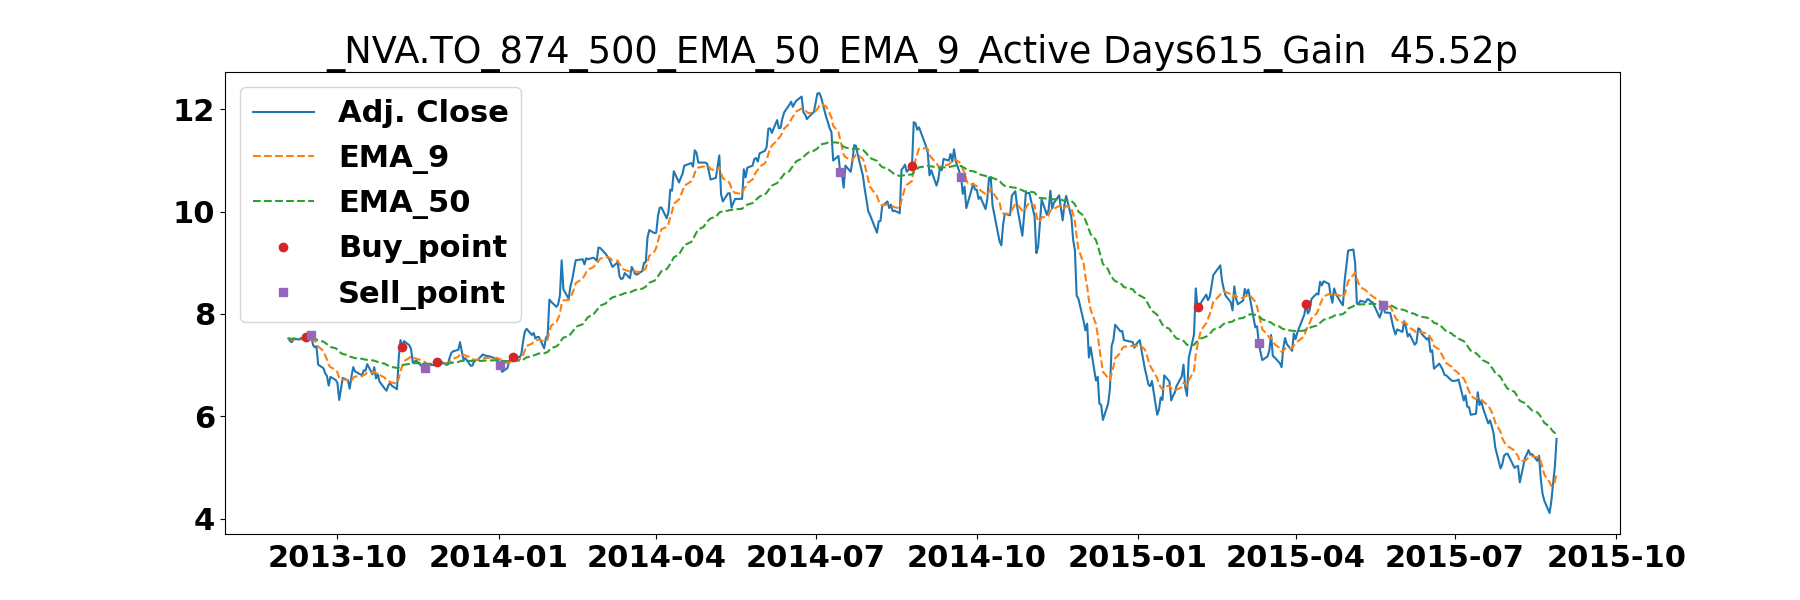 _NVA.TO_874_500_EMA_50_EMA_9_Active Days615_Gain  45.52p
Adj. Close
EMA_9
EMA_50
Buy_point
Sell_point
12
10
8
6
4
2013-10 2014-01 2014-04 2014-07 2014-10 2015-01 2015-04 2015-07 2015-10